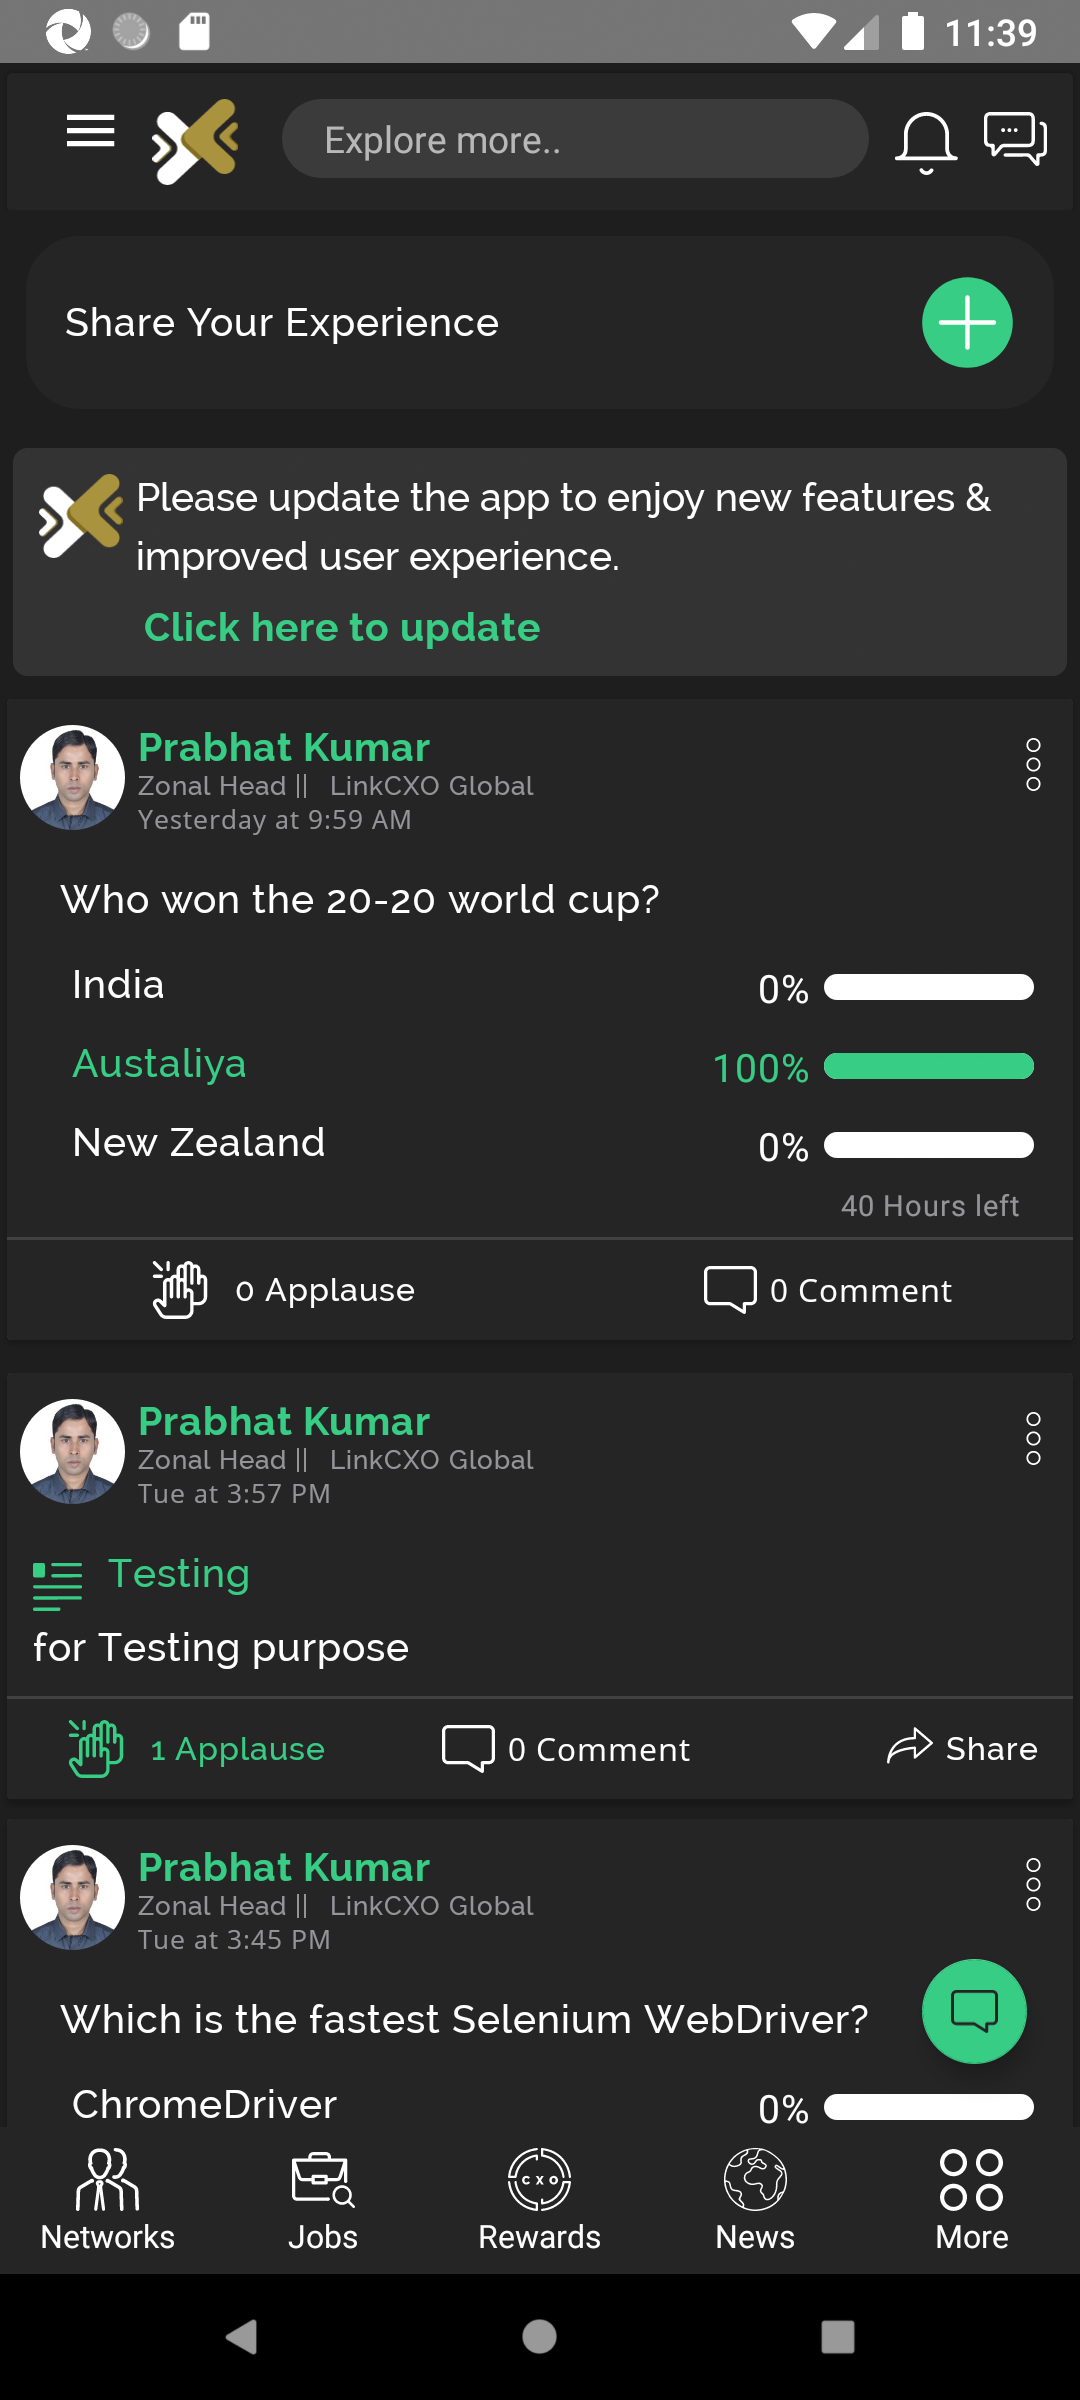 11:39
Explore more..
Share Your Experience
Please update the app to enjoy new features &
improved user experience.
Click here to update
Prabhat Kumar
Zonal Head || LinkCXO Global
Yesterday at 9:59 AM
Who won the 20-20 world cup?
India 0%
Austaliya 100%
New Zealand 0%
40 Hours left
0 Applause 0 Comment
Prabhat Kumar
Zonal Head || LinkCXO Global
Tue at 3:57 PM
Testing
for Testing purpose
1 Applause 0 Comment Share
Prabhat Kumar
Zonal Head || LinkCXO Global
Tue at 3:45 PM
Which is the fastest Selenium WebDriver?
ChromeDriver 0%
CXO
Networks Jobs Rewards News More